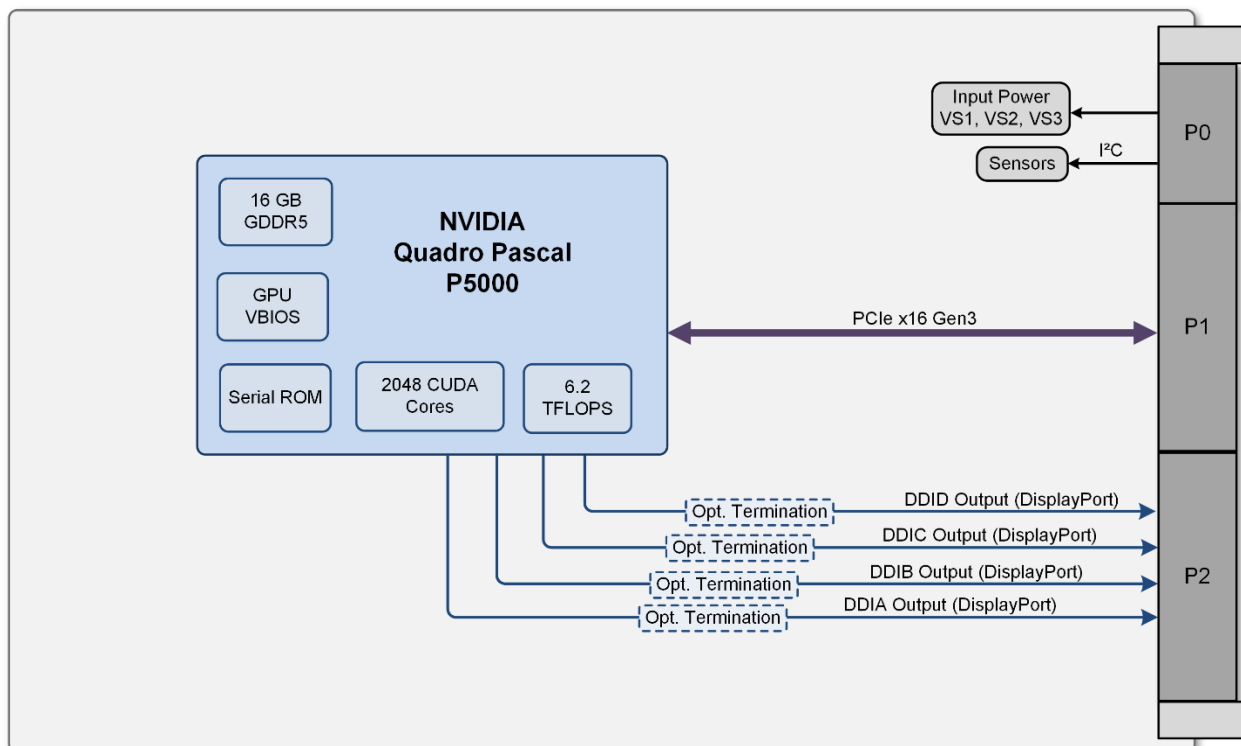 Input Power
VS1, VS2, VS3
P0
I²C
Sensors
16 GB
GDDR5
NVIDIA
Quadro Pascal
P5000
GPU
VBIOS
PCIe x16 Gen3
P1
Serial ROM
2048 CUDA
Cores
6.2
TFLOPS
DDID Output (DisplayPort)
Opt. Termination
DDIC Output (DisplayPort)
Opt. Termination
DDIB Output (DisplayPort)
Opt. Termination
P2
DDIA Output (DisplayPort)
Opt. Termination